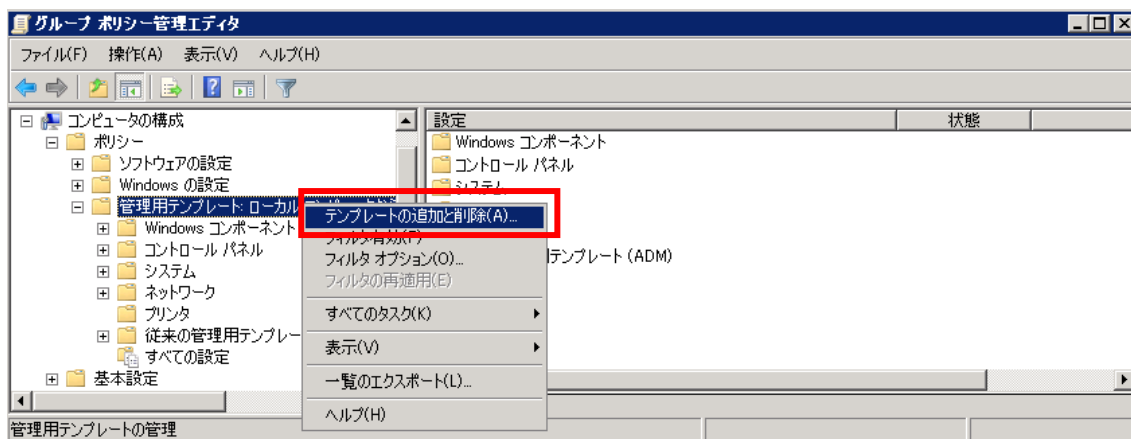 グループ ポリシー管理エディタ
ファイル(F) 操作(A) 表示(V) ヘルプ(H)
コンピュータの構成
ポリシー
ソフトウェアの設定
Windows の設定
管理用テンプレート: ローカル
Windows コンポーネント
コントロール パネル
システム
ネットワーク
プリンタ
従来の管理用テンプレー
すべての設定
基本設定
設定 状態
Windows コンポーネント
コントロール パネル
システム
テンプレート (ADM)
テンプレートの追加と削除(A)...
フィルタ有効(F)
フィルタ オプション(O)...
フィルタの再適用(E)
すべてのタスク(K)
表示(V)
一覧のエクスポート(L)...
ヘルプ(H)
管理用テンプレートの管理